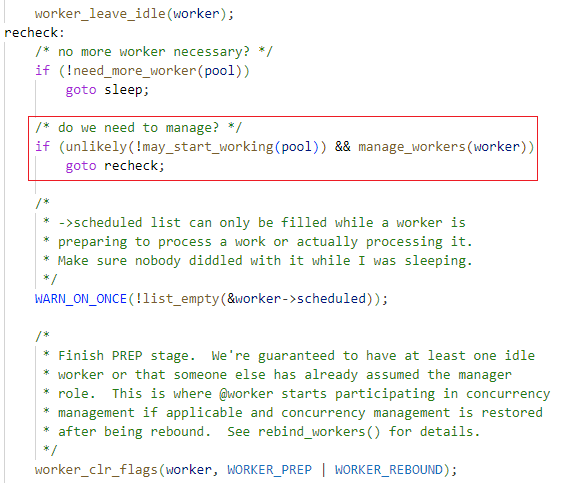 worker_leave_idle(worker);
recheck:
/* no more worker necessary? */
if (!need_more_worker(pool))
goto sleep;
/* do we need to manage? */
if (unlikely(!may_start_working(pool)) && manage_workers(worker))
goto recheck;
/*
* ->scheduled list can only be filled while a worker is
* preparing to process a work or actually processing it.
* Make sure nobody diddled with it while I was sleeping.
*/
WARN_ON_ONCE(!list_empty(&worker->scheduled));
/*
* Finish PREP stage.  We're guaranteed to have at least one idle
* worker or that someone else has already assumed the manager
* role.  This is where @worker starts participating in concurrency
* management if applicable and concurrency management is restored
* after being rebound.  See rebind_workers() for details.
*/
worker_clr_flags(worker, WORKER_PREP | WORKER_REBOUND);